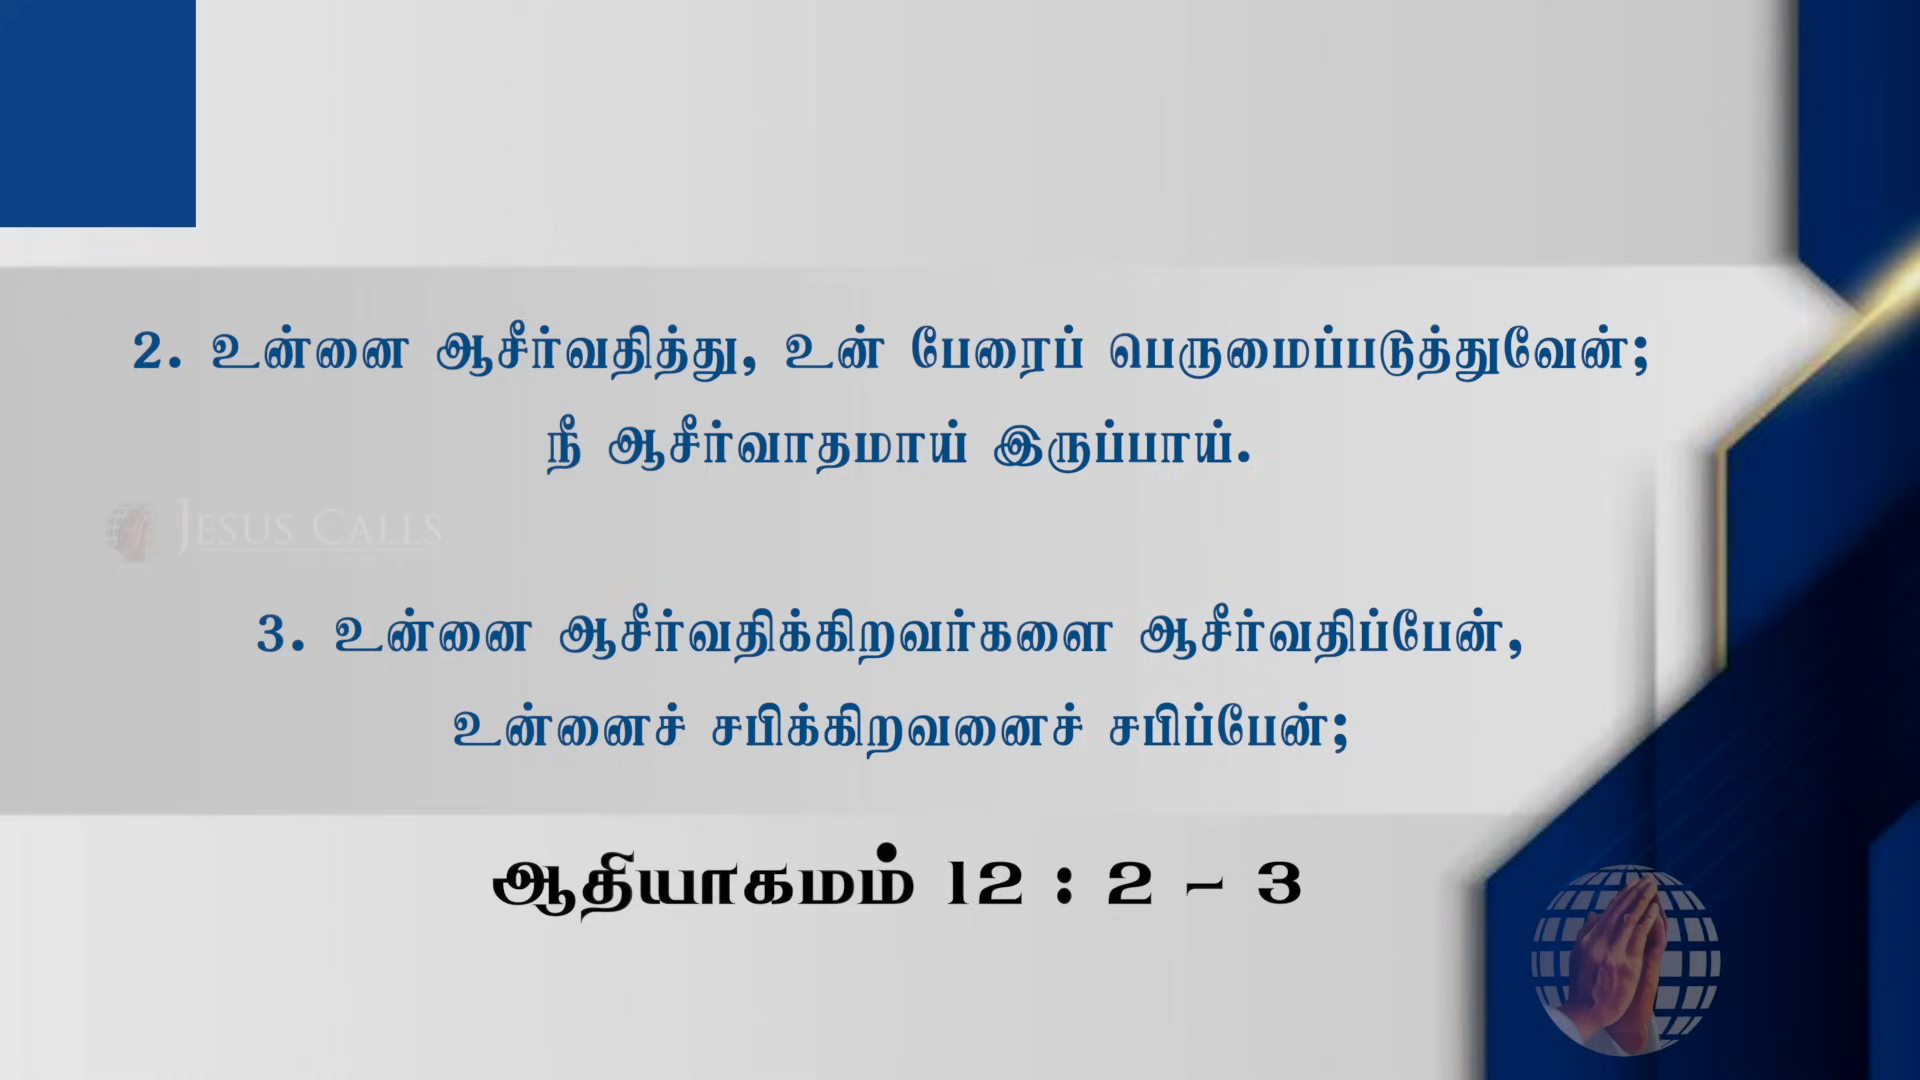 2. உன்னை ஆசீர்வதித்து, உன் பேரைப் பெருமைப்படுத்துவேன்;
நீ ஆசீர்வாதமாய் இருப்பாய்.
JESUS CALLS
3. உன்னை ஆசீர்வதிக்கிறவர்களை ஆசீர்வதிப்பேன்,
உன்னைச் சபிக்கிறவனைச் சபிப்பேன்;
ஆதியாகமம் 12 : 2 - 3